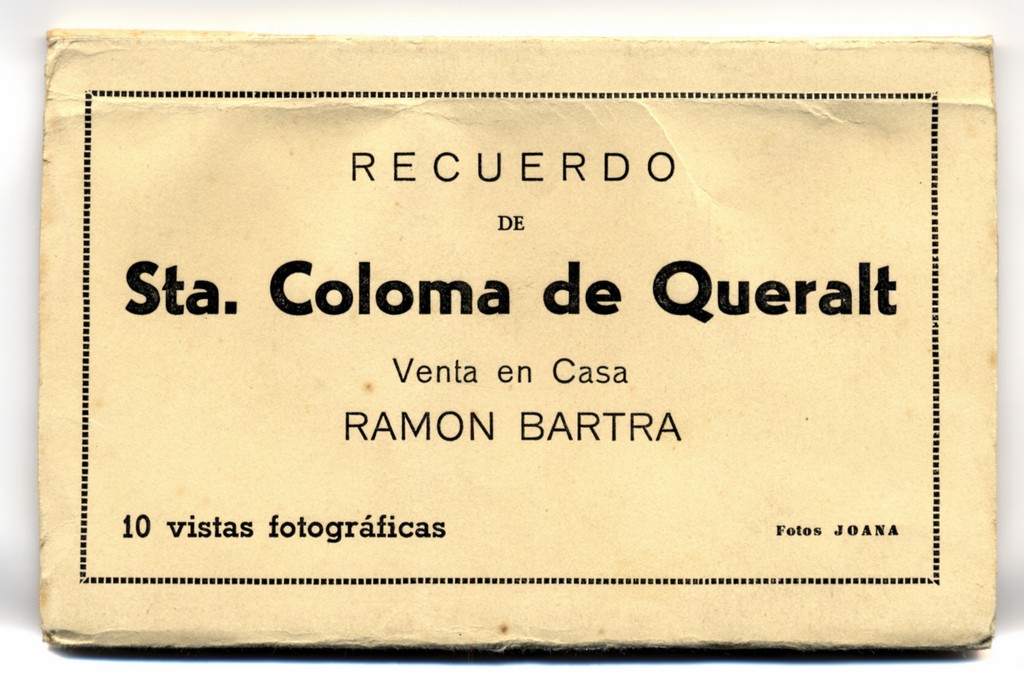 RECUERDO
DE
Sta. Coloma de Queralt
Venta en Casa
RAMON BARTRA
10 vistas fotográficas
Fotos JOANA